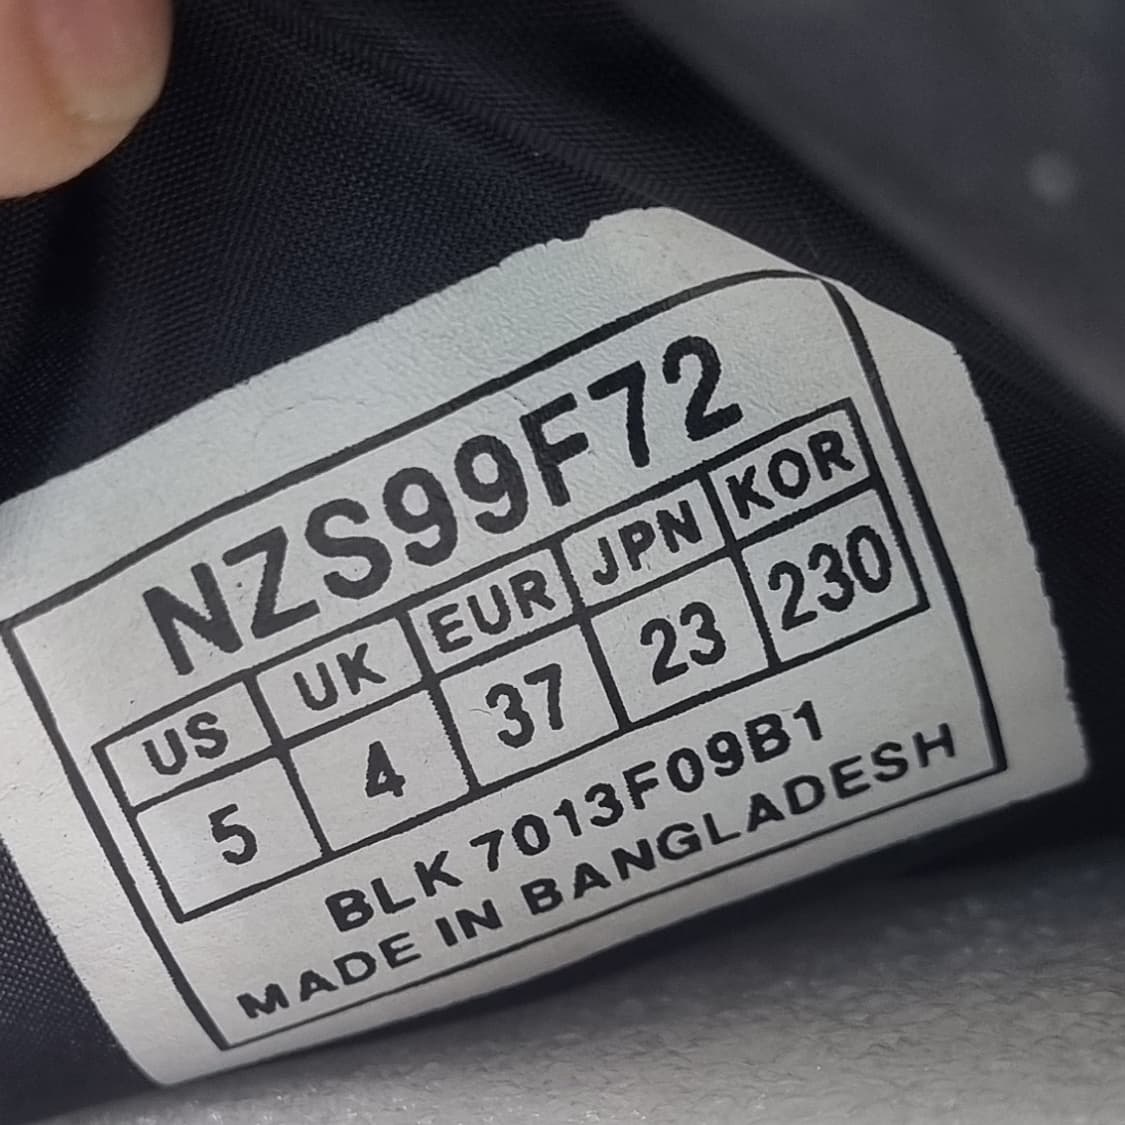 NZS99F72
US UK EUR JPN KOR
5 4 37 23 230
BLK 7013F09B1
MADE IN BANGLADESH